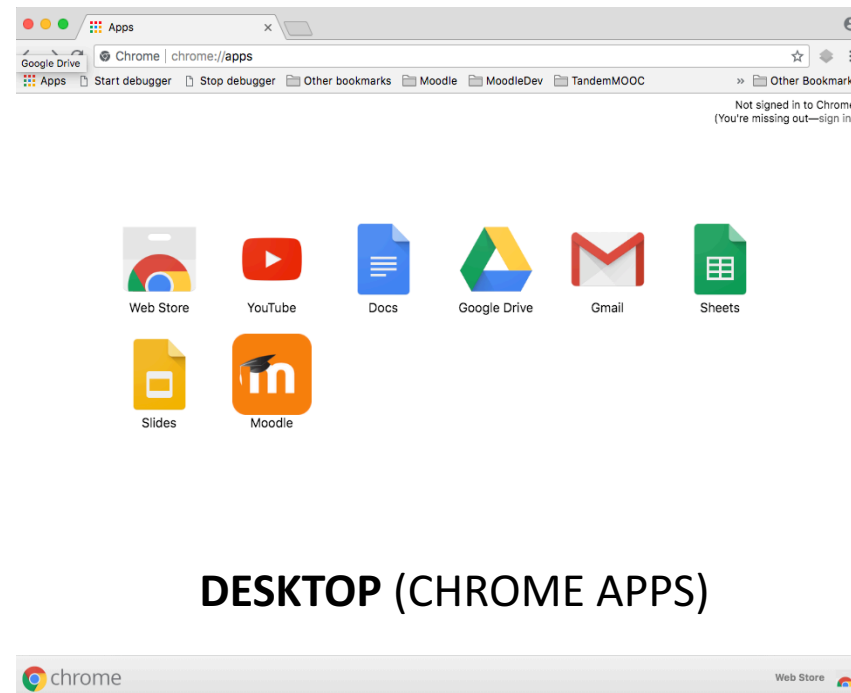 Apps
Chrome | chrome://apps
Google Drive
Apps Start debugger Stop debugger Other bookmarks Moodle MoodleDev TandemMOOC » Other Bookmark
Not signed in to Chrome
(You're missing out—sign in
Web Store YouTube Docs Google Drive Gmail Sheets
Slides Moodle
DESKTOP (CHROME APPS)
chrome Web Store